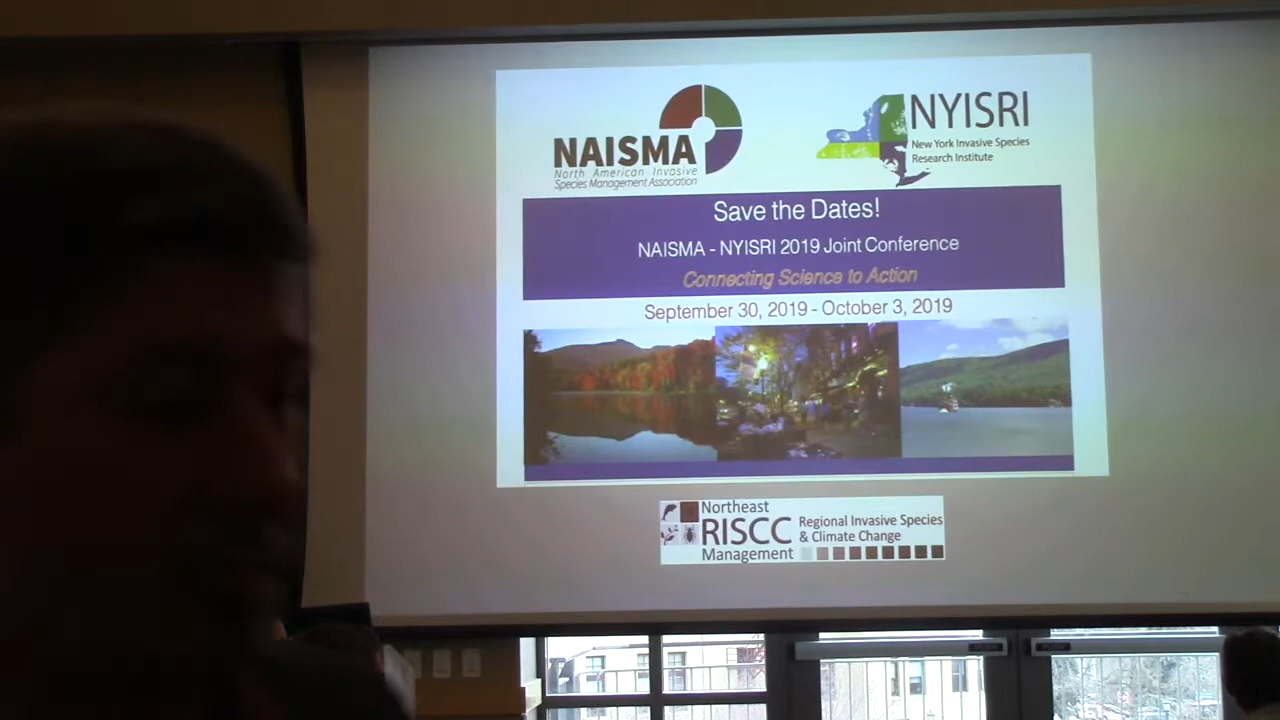 NAISMA
North American Invasive
Species Management Association
NYISRI
New York Invasive Species
Research Institute
Save the Dates!
NAISMA - NYISRI 2019 Joint Conference
Connecting Science to Action
September 30, 2019 - October 3, 2019
Northeast
RISCC
Management
Regional Invasive Species
& Climate Change